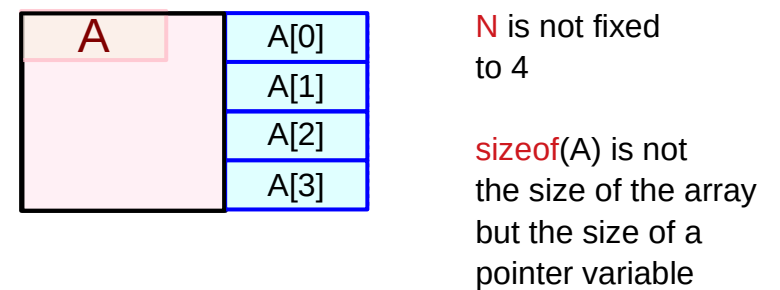 A
A[0]
A[1]
A[2]
A[3]
N is not fixed
to 4
sizeof(A) is not
the size of the array
but the size of a
pointer variable